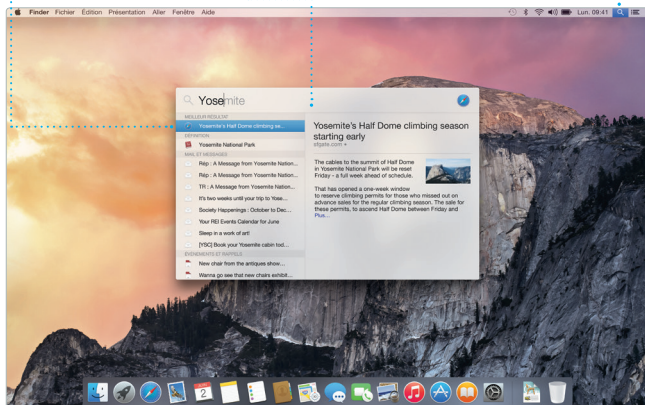 Finder Fichier Édition Présentation Aller Fenêtre Aide Lun. 09:41
Yosemite
MEILLEUR RÉSULTAT
Yosemite's Half Dome climbing se...
DÉFINITION
Yosemite National Park
MAIL ET MESSAGES
Rép : A Message from Yosemite Nation...
Rép : A Message from Yosemite Nation...
TR : A Message from Yosemite Nation...
It's two weeks until your trip to Yose...
Society Happenings : October to Dec...
Your REI Events Calendar for June
Sleep in a work of art!
[YSC] Book your Yosemite cabin tod...
ÉVÉNEMENTS ET RAPPELS
New chair from the antiques show...
Wanna go see that new chairs exhibit...
Yosemite's Half Dome climbing season
starting early
sfgate.com
The cables to the summit of Half Dome
in Yosemite National Park will be reset
Friday - a full week ahead of schedule.
That has opened a one-week window
to reserve climbing permits for those who missed out on
advance sales for the regular climbing season. The sale for
these permits, to ascend Half Dome between Friday and
Plus...
2